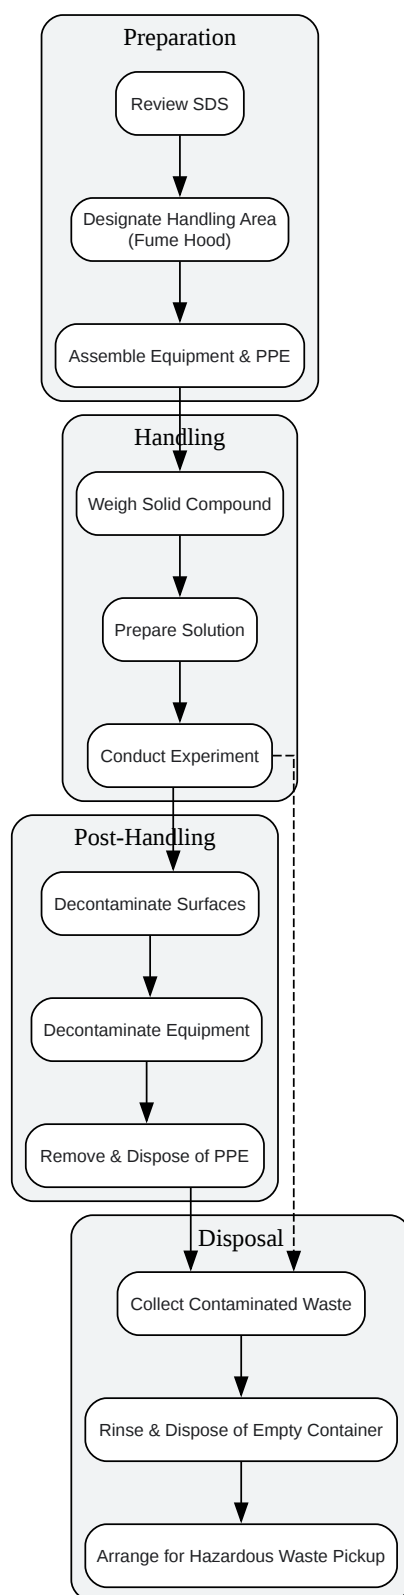 Preparation
Review SDS
Designate Handling Area
(Fume Hood)
Assemble Equipment & PPE
Handling
Weigh Solid Compound
Prepare Solution
Conduct Experiment
Post-Handling
Decontaminate Surfaces
Decontaminate Equipment
Remove & Dispose of PPE
Disposal
Collect Contaminated Waste
Rinse & Dispose of Empty Container
Arrange for Hazardous Waste Pickup